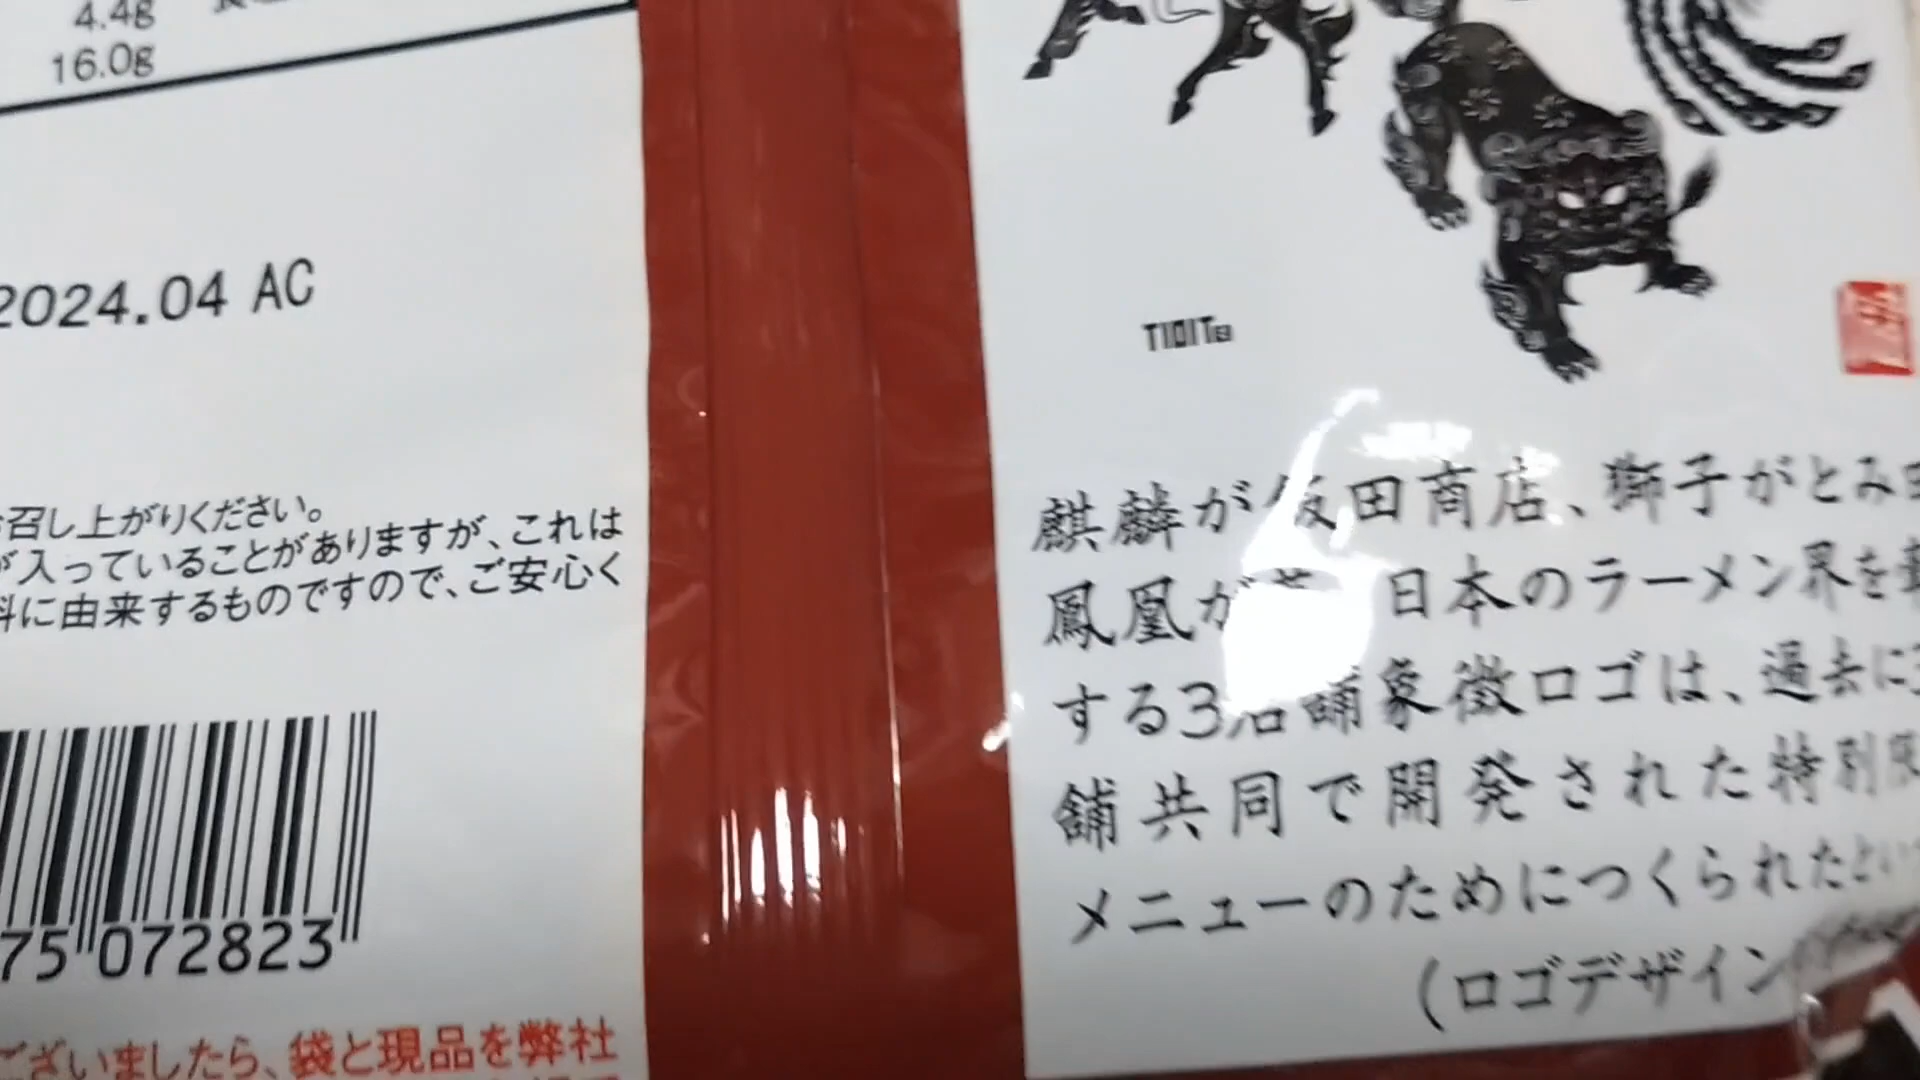 4.4g
16.0g
2024.04 AC
召し上がりください。
が入っていることがありますが、これは
に由来するものですので、ご安心く
75 072823
ございましたら、袋と現品を弊社
麒麟が飯田商店、獅子がとみ田
鳳凰が 日本のラーメン界を
する3店舗象徴ロゴは、過去に
舗共同で開発された特別
メニューのためにつくられたとい
(ロゴデザイン